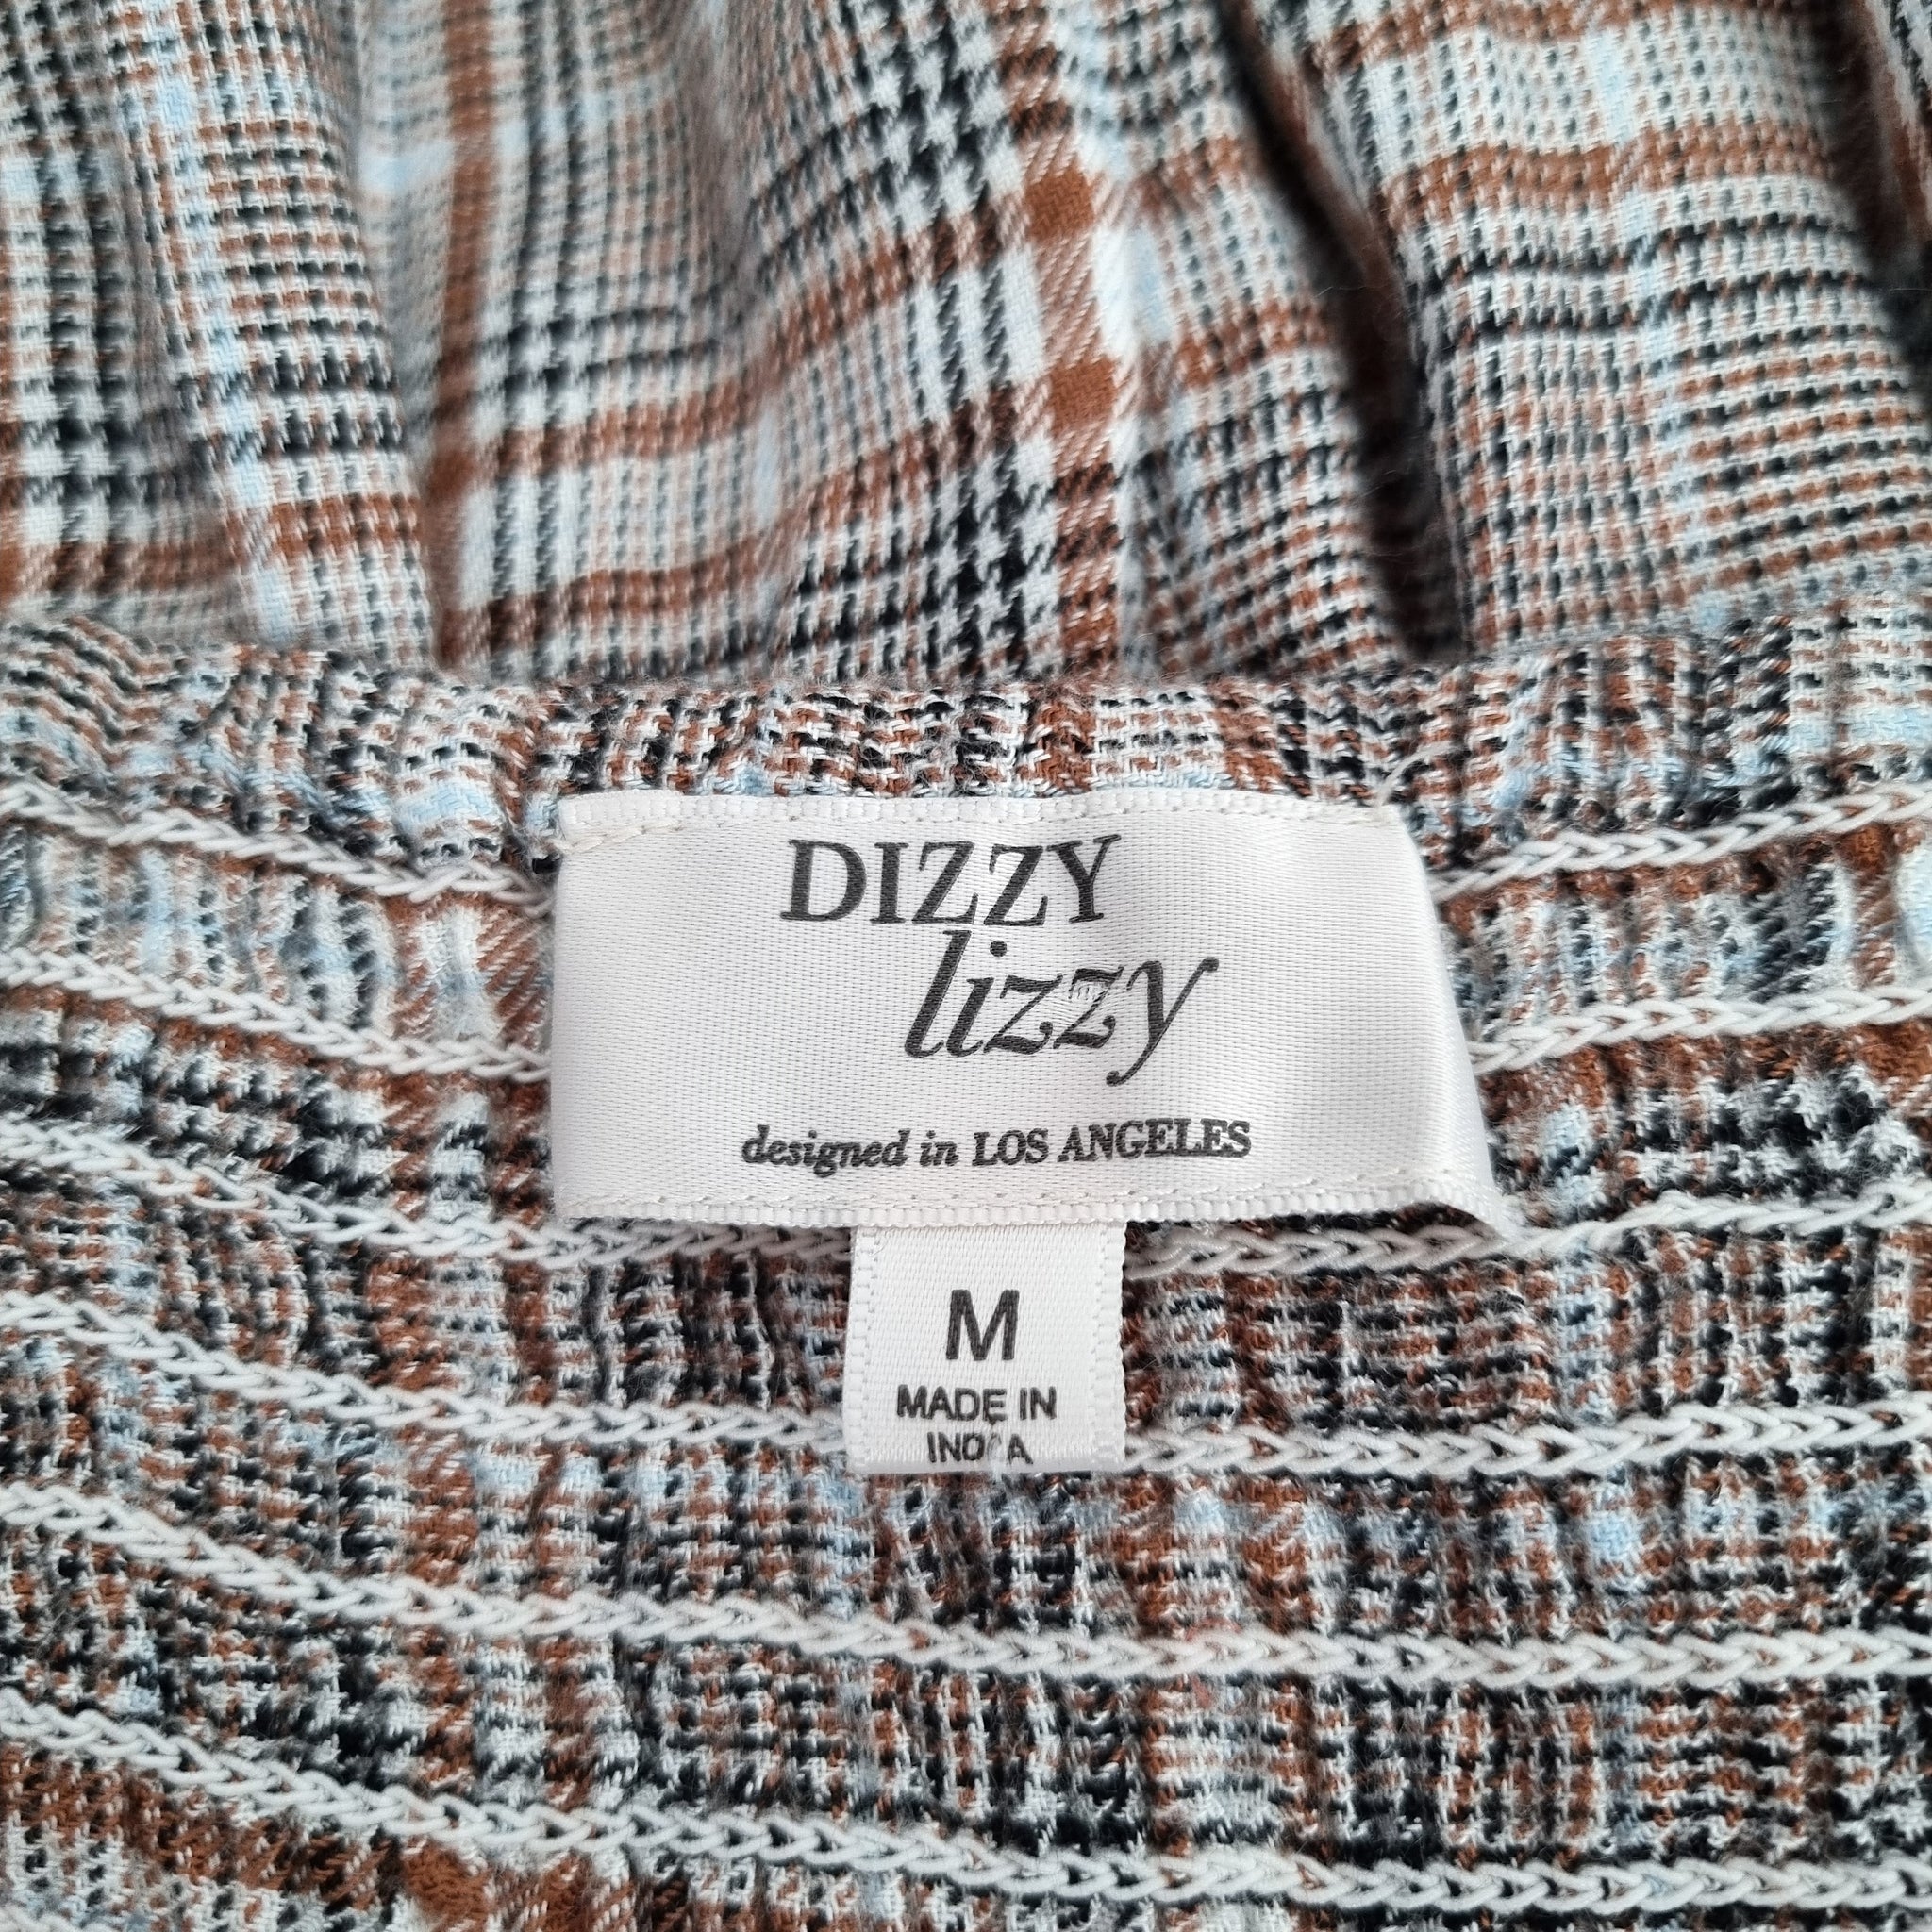 DIZZY
lizzy
designed in LOS ANGELES
M
MADE IN
INDIA